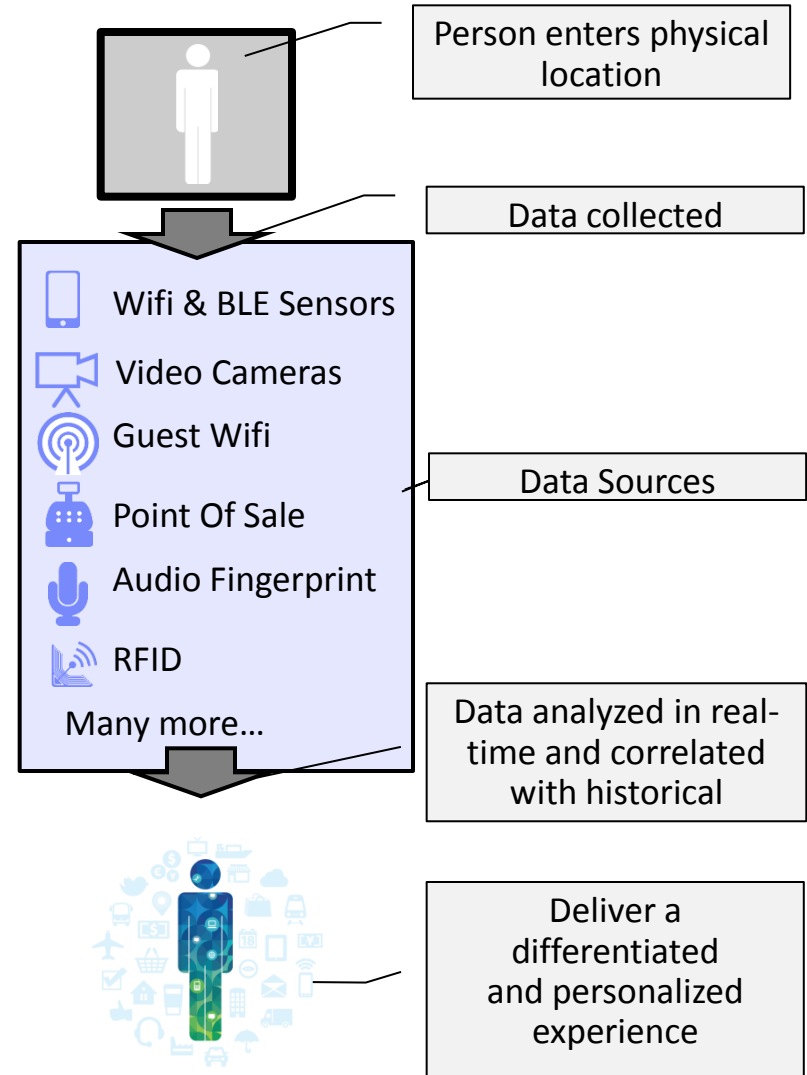 Person enters physical
location
Data collected
Wifi & BLE Sensors
Video Cameras
Guest Wifi
Data Sources
Point Of Sale
Audio Fingerprint
RFID
Many more...
Data analyzed in real-
time and correlated
with historical
18
Deliver a
differentiated
and personalized
experience